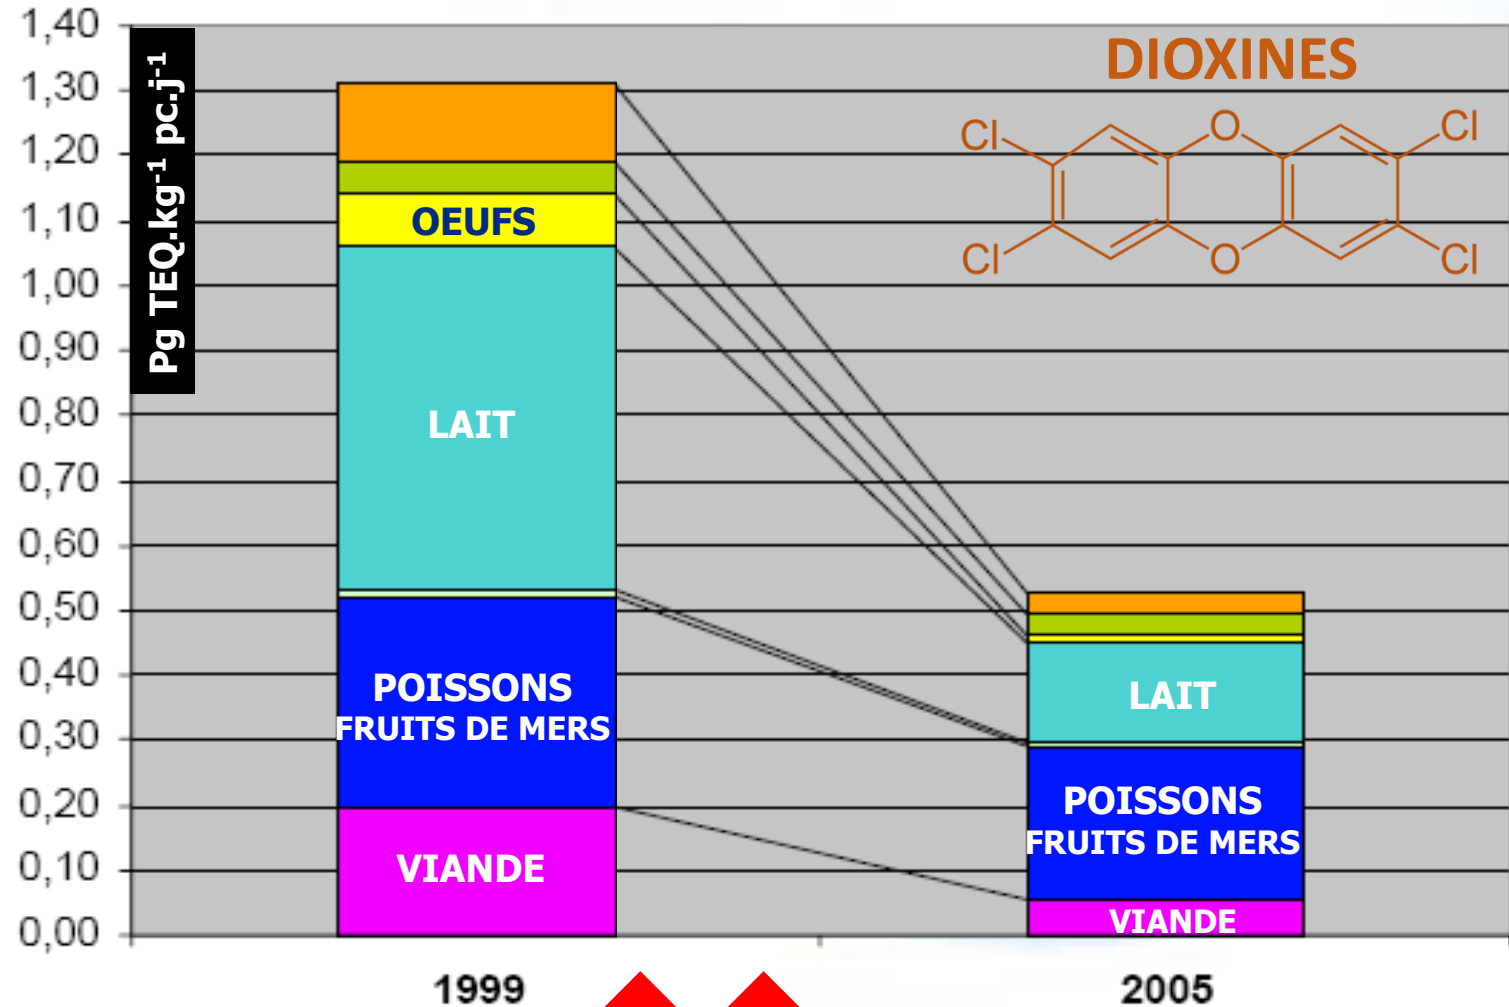 1,40
1,30
1,20
1,10
1,00
0,90
0,80
0,70
0,60
0,50
0,40
0,30
0,20
0,10
0,00
Pg TEQ.kg⁻¹ pc.j⁻¹
DIOXINES
Cl
O
Cl
Cl
O
Cl
OEUFS
LAIT
POISSONS
FRUITS DE MERS
VIANDE
LAIT
POISSONS
FRUITS DE MERS
VIANDE
1999
2005